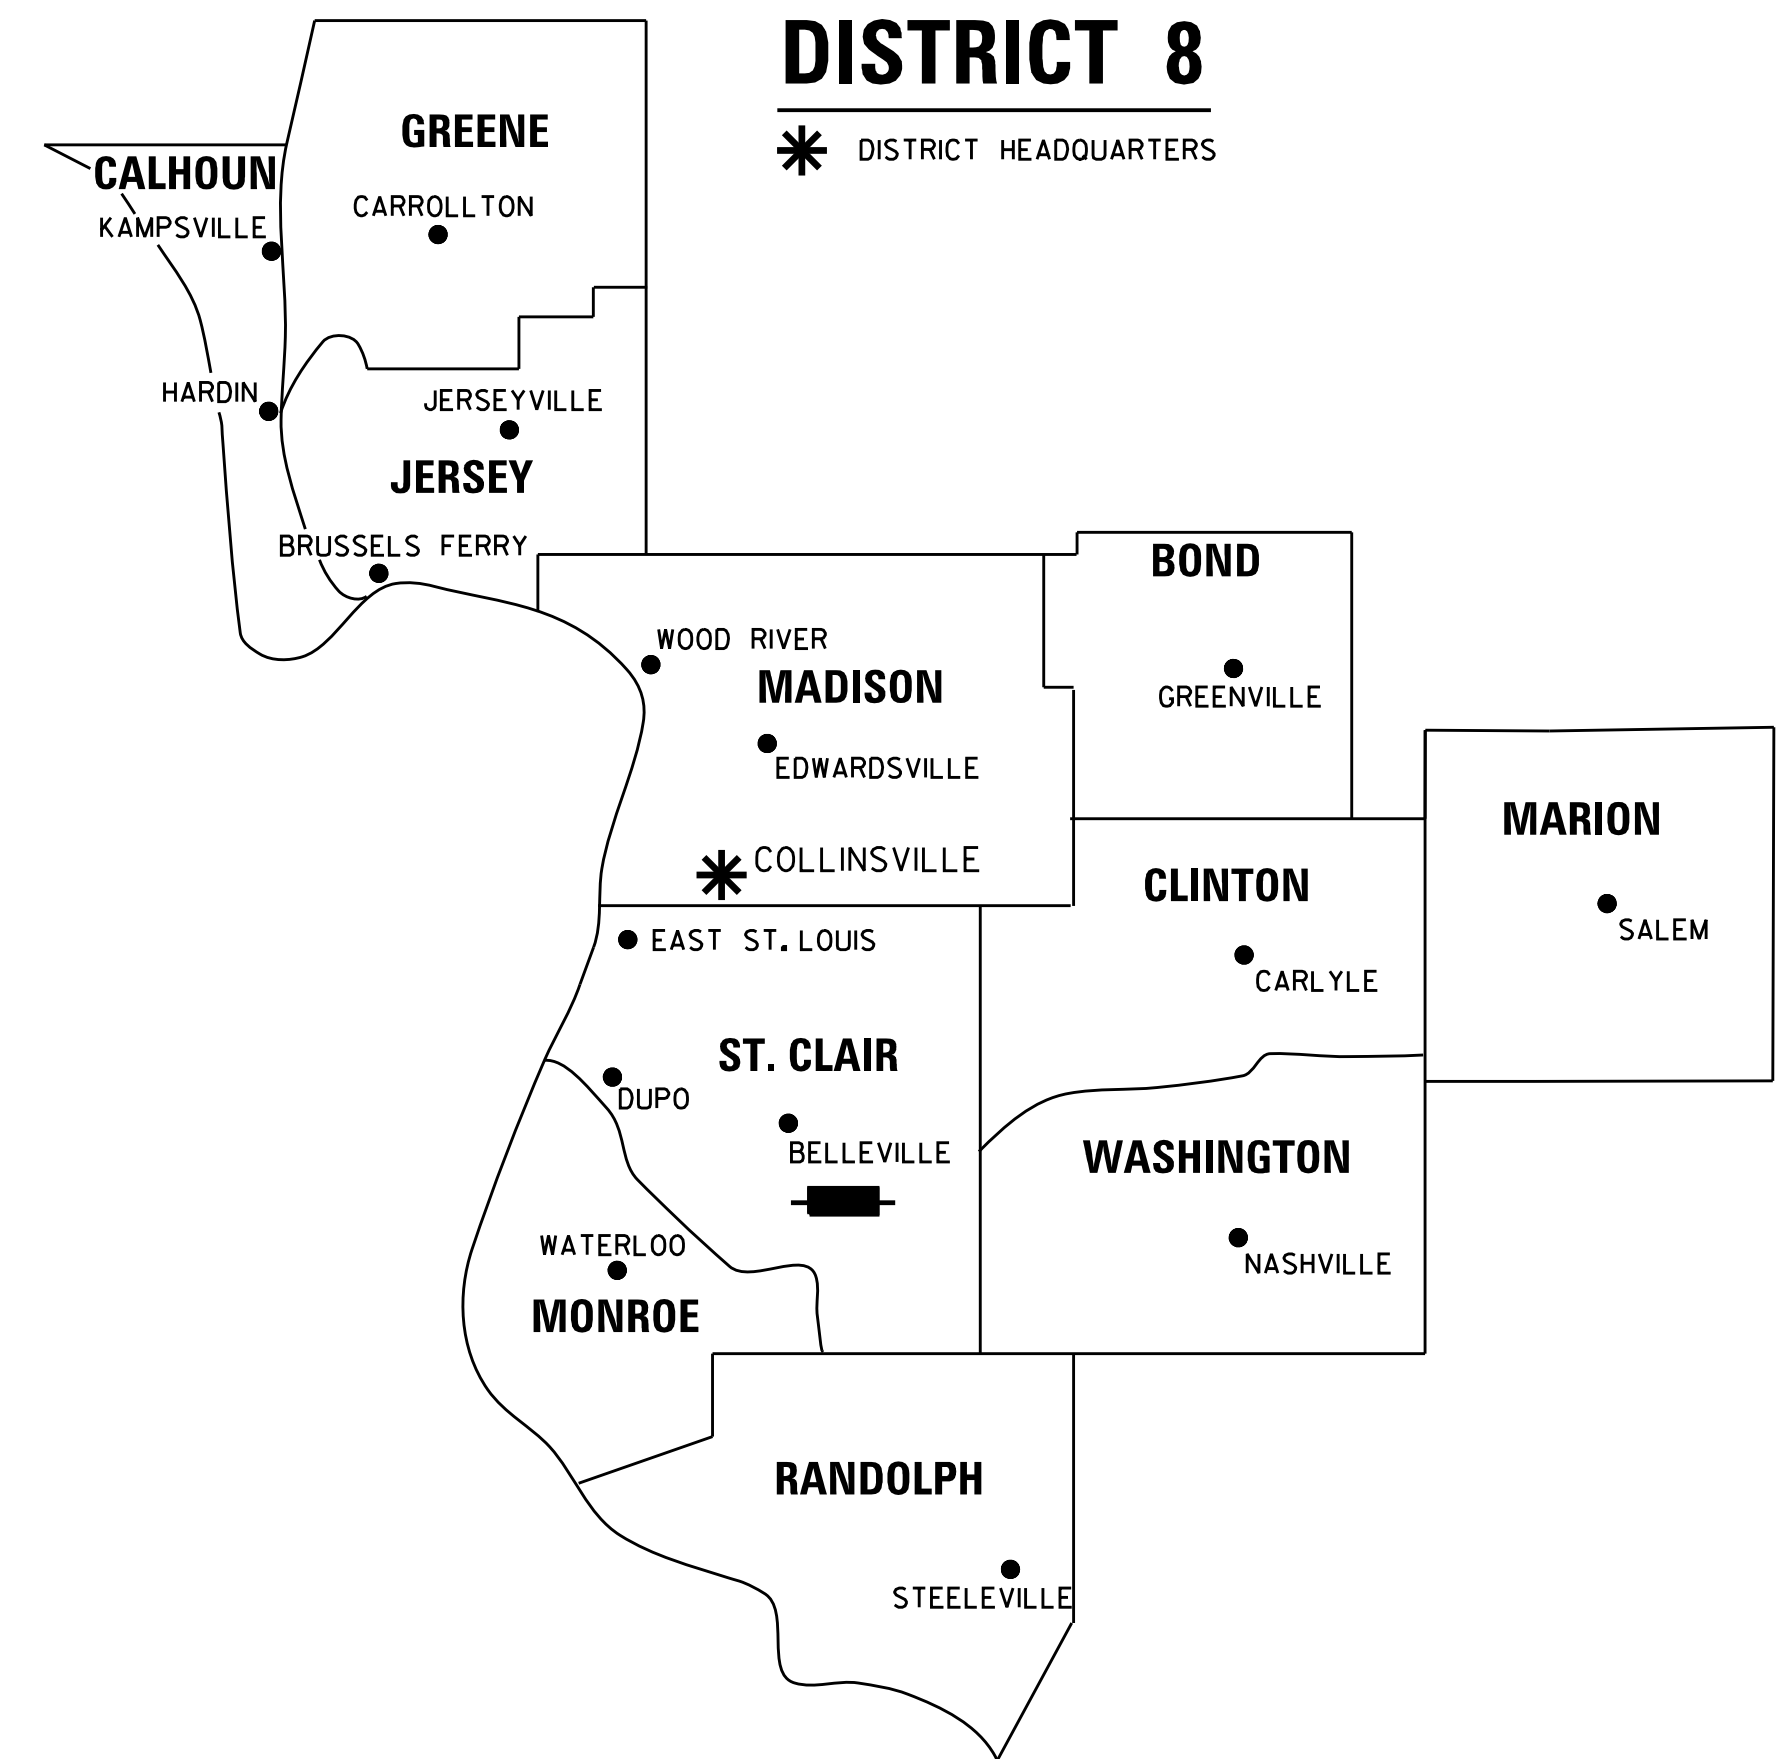 DISTRICT 8
DISTRICT HEADQUARTERS
GREENE
CALHOUN
CARROLLTON
KAMPSVILLE
HARDIN
JERSEYVILLE
JERSEY
BRUSSELS FERRY
BOND
WOOD RIVER
MADISON
GREENVILLE
EDWARDSVILLE
MARION
COLLINSVILLE
CLINTON
SALEM
EAST ST. LOUIS
CARLYLE
ST. CLAIR
DUPO
BELLEVILLE
WASHINGTON
WATERLOO
NASHVILLE
MONROE
RANDOLPH
STEELEVILLE